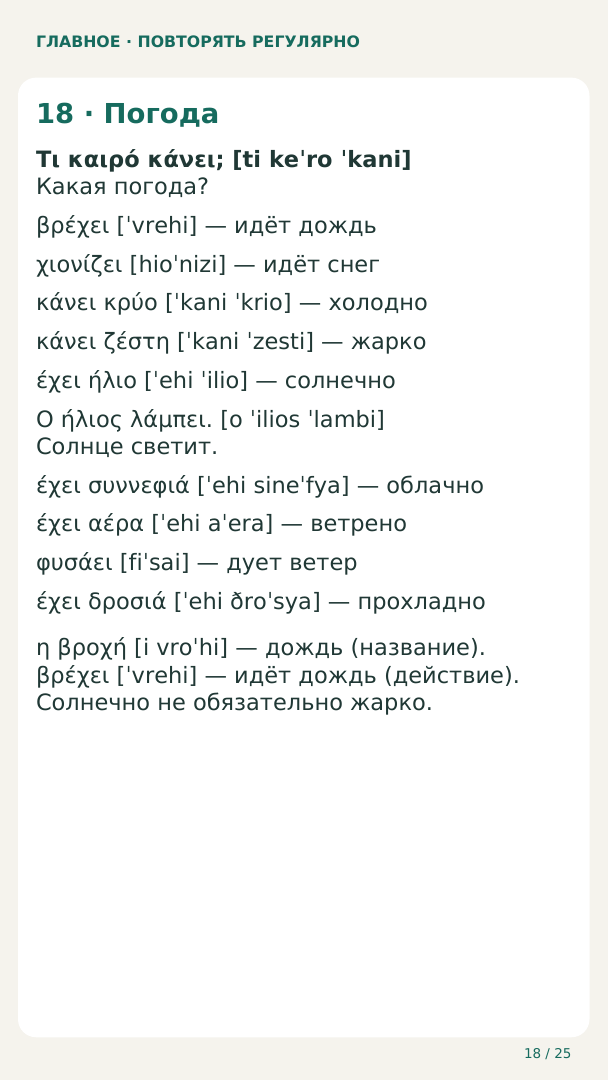 ГЛАВНОЕ · ПОВТОРЯТЬ РЕГУЛЯРНО
18 · Погода
Τι καιρό κάνει; [ti keˈro ˈkani]
Какая погода?
βρέχει [ˈvrehi] — идёт дождь
χιονίζει [hioˈnizi] — идёт снег
κάνει κρύο [ˈkani ˈkrio] — холодно
κάνει ζέστη [ˈkani ˈzesti] — жарко
έχει ήλιο [ˈehi ˈilio] — солнечно
Ο ήλιος λάμπει. [o ˈilios ˈlambi]
Солнце светит.
έχει συννεφιά [ˈehi sineˈfya] — облачно
έχει αέρα [ˈehi aˈera] — ветрено
φυσάει [fiˈsai] — дует ветер
έχει δροσιά [ˈehi ðroˈsya] — прохладно
η βροχή [i vroˈhi] — дождь (название).
βρέχει [ˈvrehi] — идёт дождь (действие).
Солнечно не обязательно жарко.
18 / 25